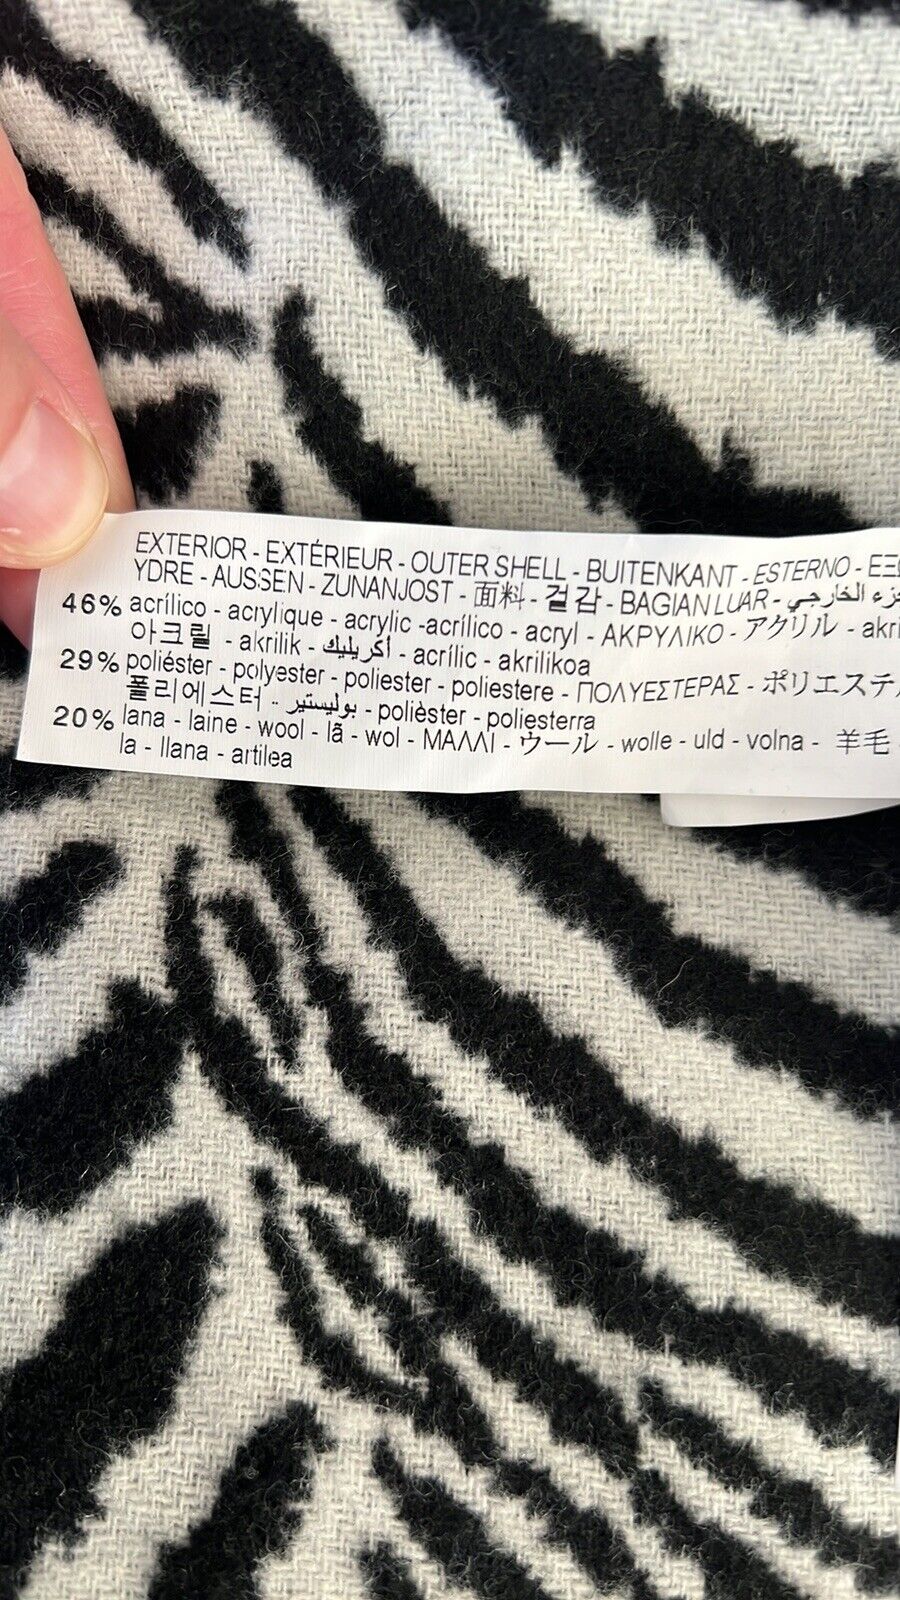 EXTERIOR - EXTÉRIEUR - OUTER SHELL - BUITENKANT - ESTERNO -
YDRE - AUSSEN - ZUNANJOST - 面料 - 겉감 - BAGIAN LUAR - الجزء الخارجي
46% acrílico - acrylique - acrylic -acrílico - acryl - ΑΚΡΥΛΙΚΟ - アクリル - akri
아크릴 - akrilik - أكريليك - acrílic - akrilikoa
29% poliéster - polyester - poliester - poliestere - ΠΟΛΥΕΣΤΕΡΑΣ - ポリエステ
폴리에스터 - بوليستير - polièster - poliesterra
20% lana - laine - wool - lã - wol - ΜΑΛΛΙ - ウール - wolle - uld - volna - 羊毛
la - llana - artilea